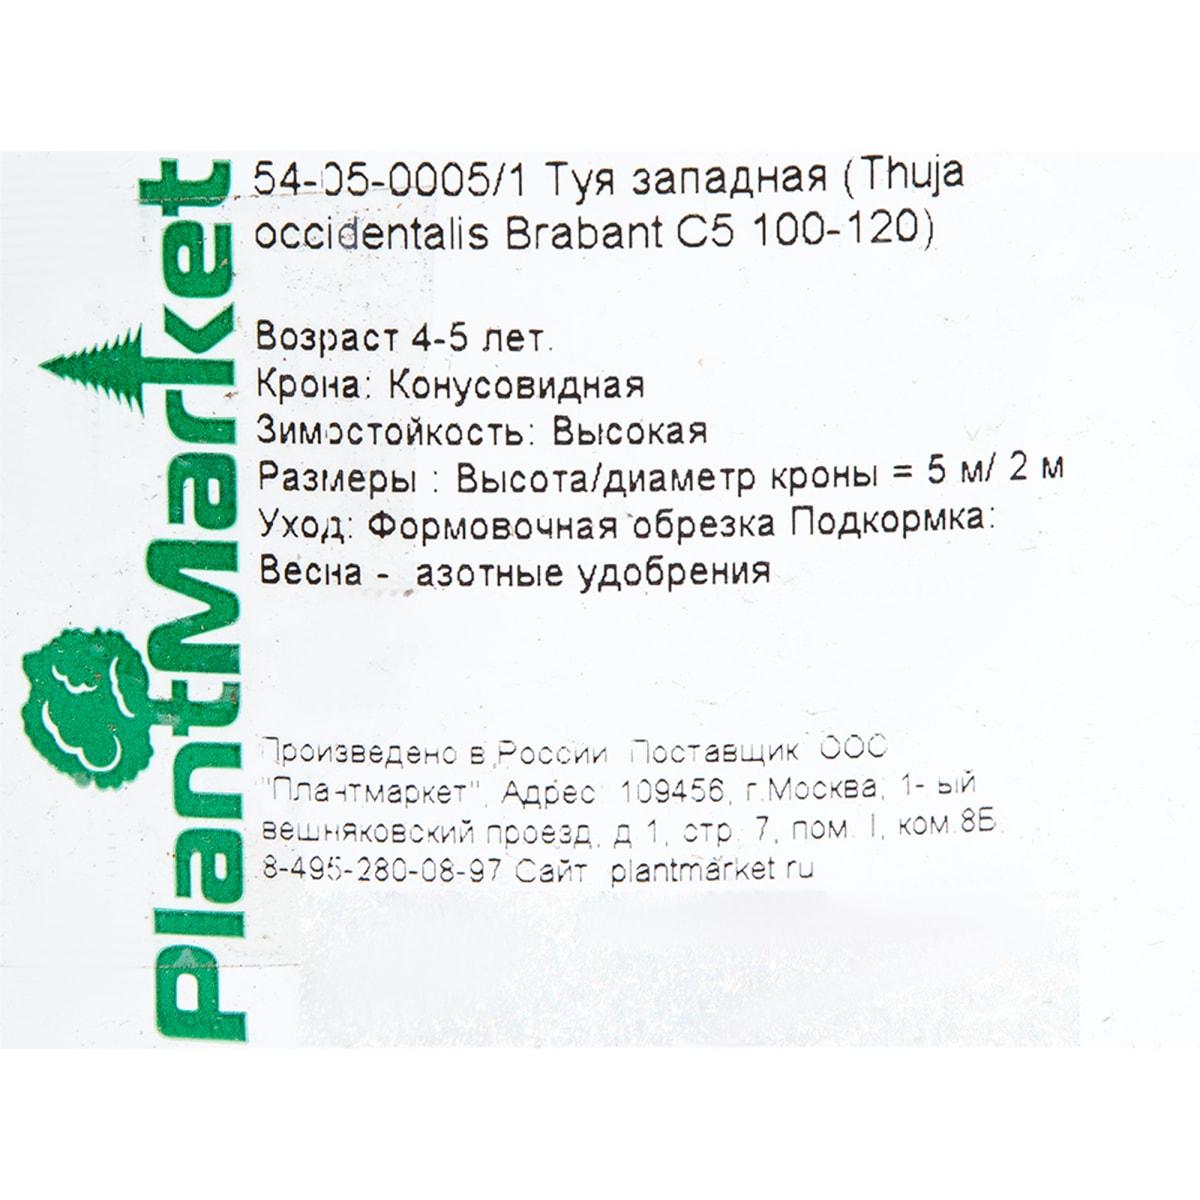 PlantMarket
54-05-0005/1 Туя западная (Thuja
occidentalis Brabant C5 100-120)
Возраст 4-5 лет.
Крона: Конусовидная
Зимостойкость: Высокая
Размеры : Высота/диаметр кроны = 5 м/ 2 м
Уход: Формовочная обрезка Подкормка:
Весна - азотные удобрения
Произведено в России Поставщик ООО
"Плантмаркет", Адрес: 109456, г.Москва, 1- ый
вешняковский проезд, д 1, стр. 7, пом. I, ком.8Б.
8-495-280-08-97 Сайт plantmarket ru